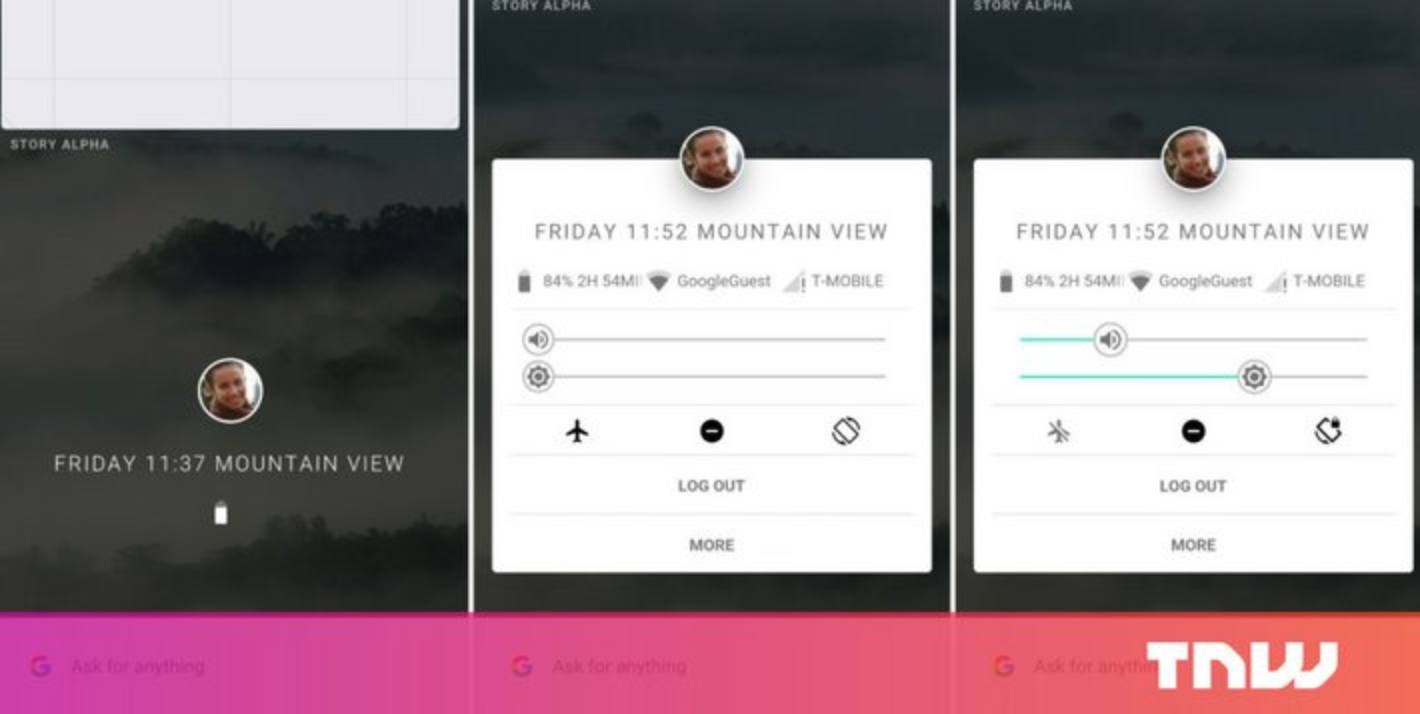 STORY ALPHA
FRIDAY 11:37 MOUNTAIN VIEW
Ask for anything
STORY ALPHA
FRIDAY 11:52 MOUNTAIN VIEW
84% 2H 54MI GoogleGuest T-MOBILE
LOG OUT
MORE
Ask for anything
STORY ALPHA
FRIDAY 11:52 MOUNTAIN VIEW
84% 2H 54MI GoogleGuest T-MOBILE
LOG OUT
MORE
Ask for anythin
TNW